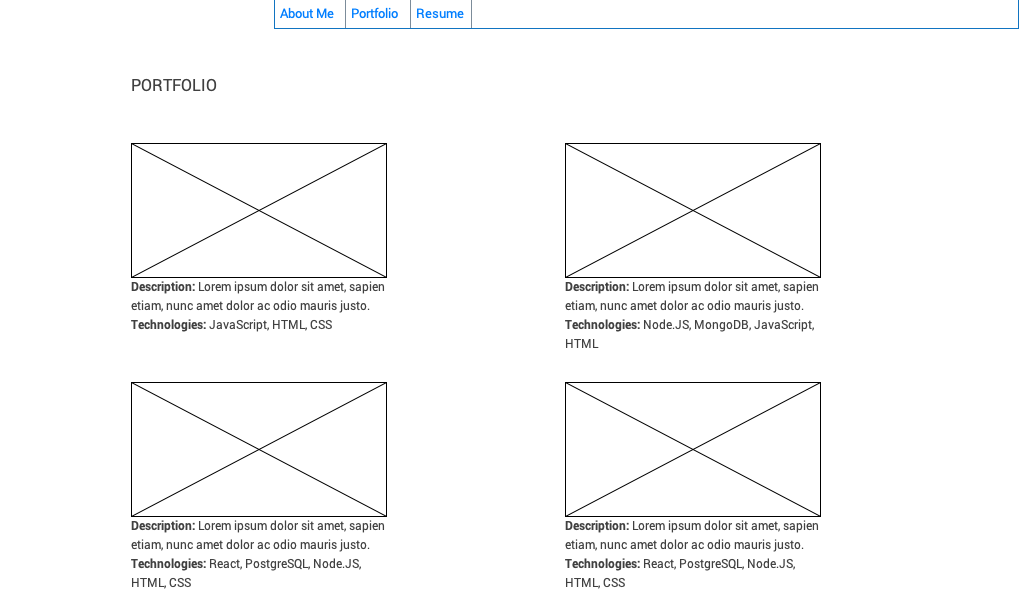 About Me Portfolio Resume
PORTFOLIO
Description: Lorem ipsum dolor sit amet, sapien
etiam, nunc amet dolor ac odio mauris justo.
Technologies: JavaScript, HTML, CSS
Description: Lorem ipsum dolor sit amet, sapien
etiam, nunc amet dolor ac odio mauris justo.
Technologies: Node.JS, MongoDB, JavaScript,
HTML
Description: Lorem ipsum dolor sit amet, sapien
etiam, nunc amet dolor ac odio mauris justo.
Technologies: React, PostgreSQL, Node.JS,
HTML, CSS
Description: Lorem ipsum dolor sit amet, sapien
etiam, nunc amet dolor ac odio mauris justo.
Technologies: React, PostgreSQL, Node.JS,
HTML, CSS